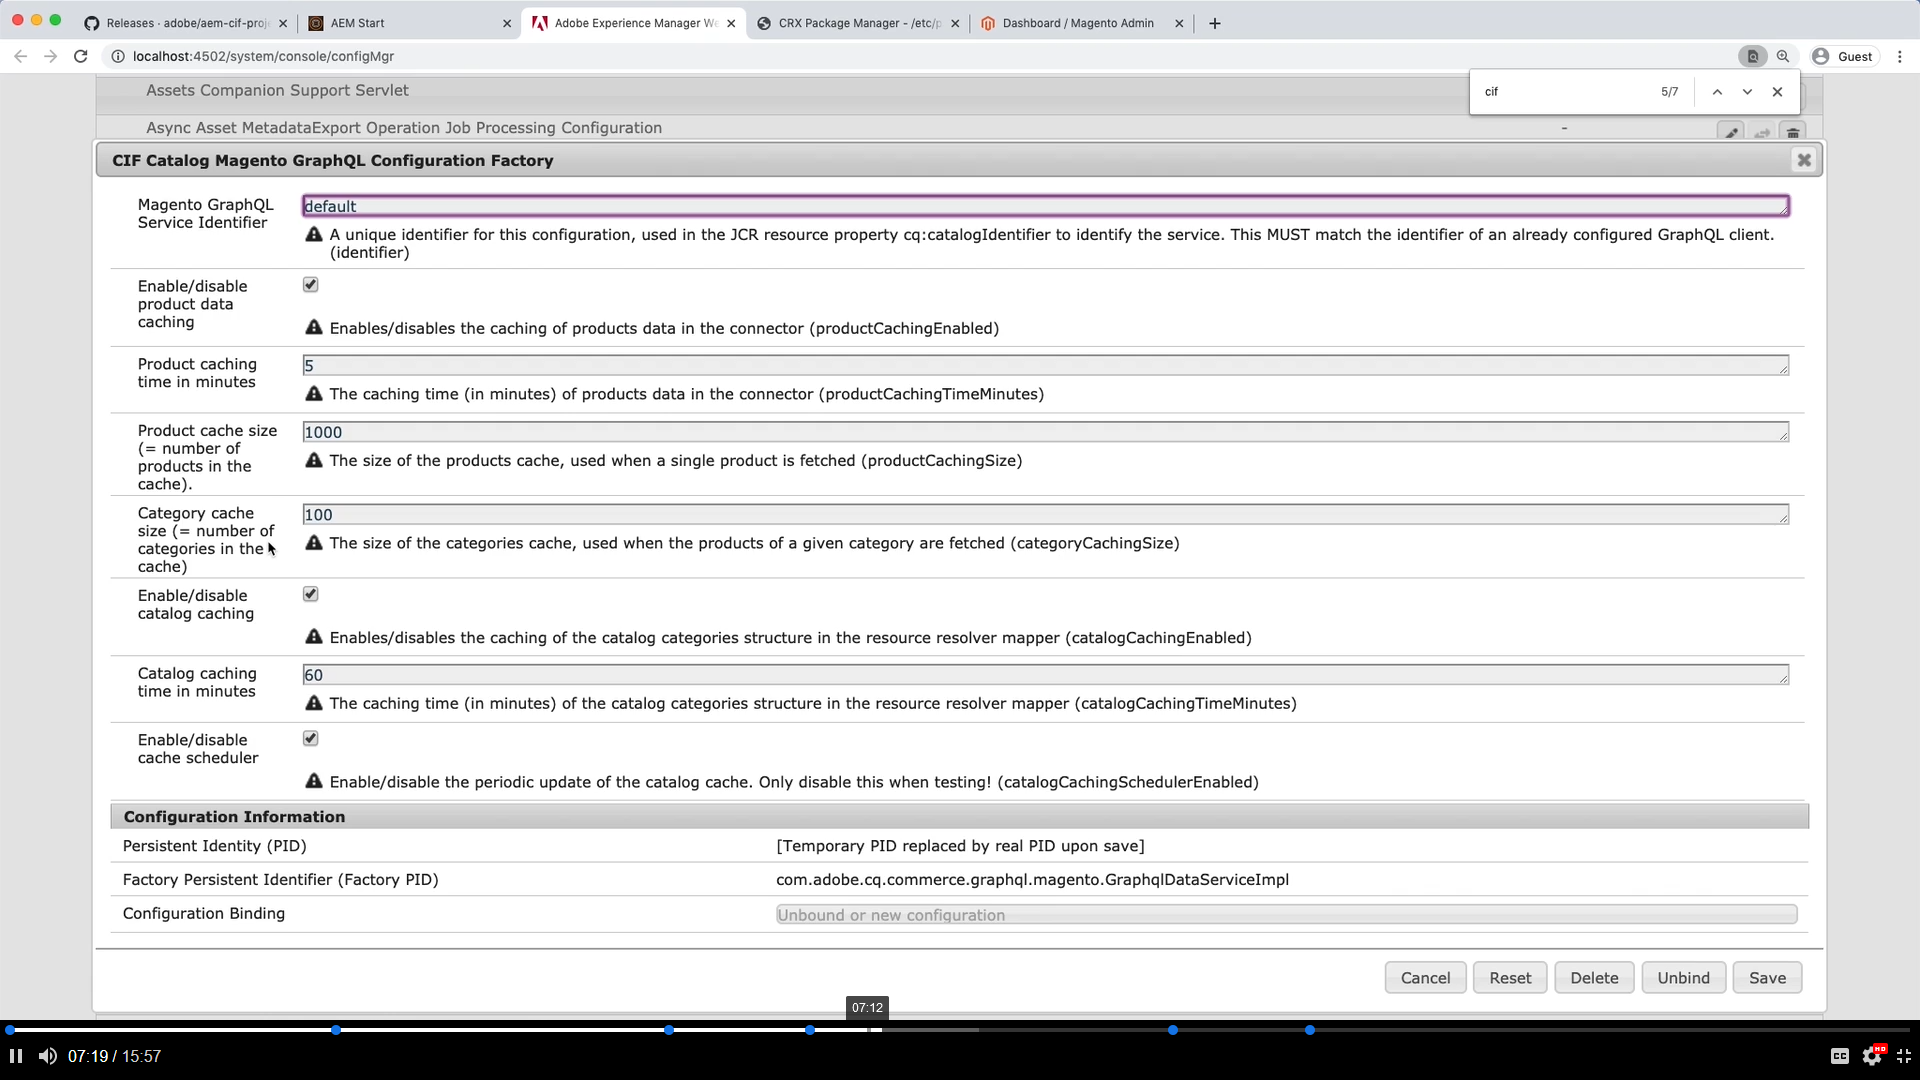 Releases · adobe/aem-cif-proj
AEM Start
Adobe Experience Manager We
CRX Package Manager - /etc/p
Dashboard / Magento Admin
localhost:4502/system/console/configMgr
Guest
cif
5/7
Assets Companion Support Servlet
Async Asset MetadataExport Operation Job Processing Configuration
-
CIF Catalog Magento GraphQL Configuration Factory
Magento GraphQL
Service Identifier
default
A unique identifier for this configuration, used in the JCR resource property cq:catalogIdentifier to identify the service. This MUST match the identifier of an already configured GraphQL client.
(identifier)
Enable/disable
product data
caching
Enables/disables the caching of products data in the connector (productCachingEnabled)
Product caching
time in minutes
5
The caching time (in minutes) of products data in the connector (productCachingTimeMinutes)
Product cache size
(= number of
products in the
cache).
1000
The size of the products cache, used when a single product is fetched (productCachingSize)
Category cache
size (= number of
categories in the
cache)
100
The size of the categories cache, used when the products of a given category are fetched (categoryCachingSize)
Enable/disable
catalog caching
Enables/disables the caching of the catalog categories structure in the resource resolver mapper (catalogCachingEnabled)
Catalog caching
time in minutes
60
The caching time (in minutes) of the catalog categories structure in the resource resolver mapper (catalogCachingTimeMinutes)
Enable/disable
cache scheduler
Enable/disable the periodic update of the catalog cache. Only disable this when testing! (catalogCachingSchedulerEnabled)
Configuration Information
Persistent Identity (PID)
[Temporary PID replaced by real PID upon save]
Factory Persistent Identifier (Factory PID)
com.adobe.cq.commerce.graphql.magento.GraphqlDataServiceImpl
Configuration Binding
Unbound or new configuration
Cancel
Reset
Delete
Unbind
Save
07:12
07:19 / 15:57
CC
HD